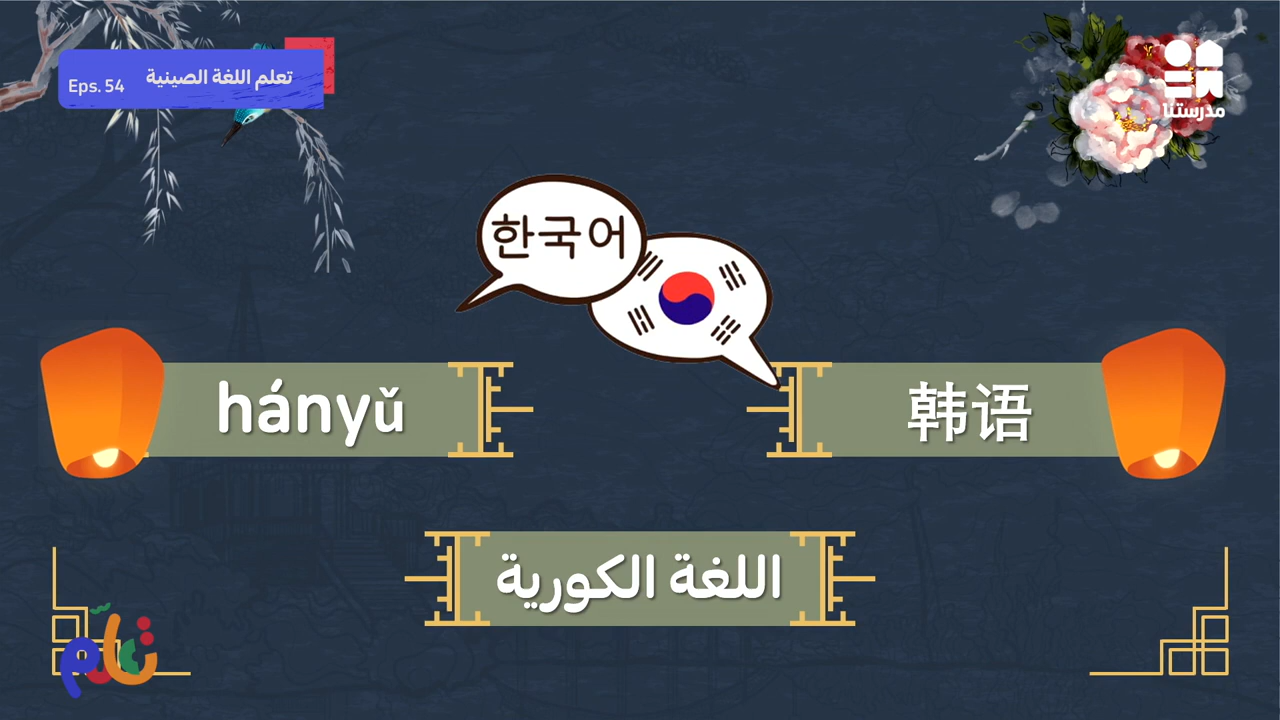 تعلم اللغة الصينية
Eps. 54
مدرستنا
한국어
hányǔ
韩语
اللغة الكورية
تعلم